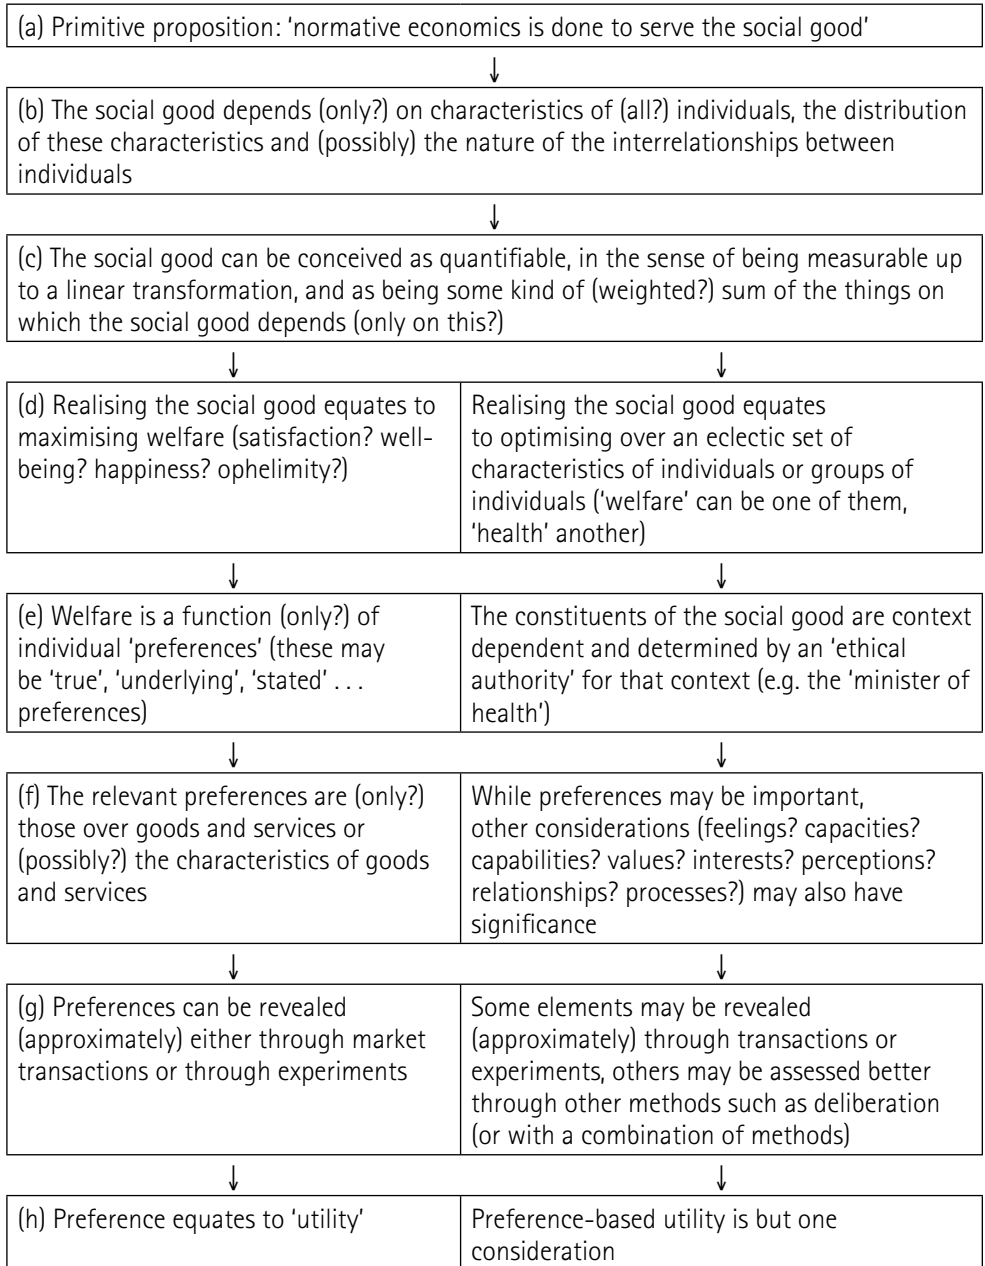 (a) Primitive proposition: ‘normative economics is done to serve the social good’
(b) The social good depends (only?) on characteristics of (all?) individuals, the distribution
of these characteristics and (possibly) the nature of the interrelationships between
individuals
(c) The social good can be conceived as quantifiable, in the sense of being measurable up
to a linear transformation, and as being some kind of (weighted?) sum of the things on
which the social good depends (only on this?)
(d) Realising the social good equates to
maximising welfare (satisfaction? well-
being? happiness? ophelimity?)
Realising the social good equates
to optimising over an eclectic set of
characteristics of individuals or groups of
individuals (‘welfare’ can be one of them,
‘health’ another)
(e) Welfare is a function (only?) of
individual ‘preferences’ (these may
be ‘true’, ‘underlying’, ‘stated’ . . .
preferences)
The constituents of the social good are context
dependent and determined by an ‘ethical
authority’ for that context (e.g. the ‘minister of
health’)
(f) The relevant preferences are (only?)
those over goods and services or
(possibly?) the characteristics of goods
and services
While preferences may be important,
other considerations (feelings? capacities?
capabilities? values? interests? perceptions?
relationships? processes?) may also have
significance
(g) Preferences can be revealed
(approximately) either through market
transactions or through experiments
Some elements may be revealed
(approximately) through transactions or
experiments, others may be assessed better
through other methods such as deliberation
(or with a combination of methods)
(h) Preference equates to ‘utility’
Preference-based utility is but one
consideration